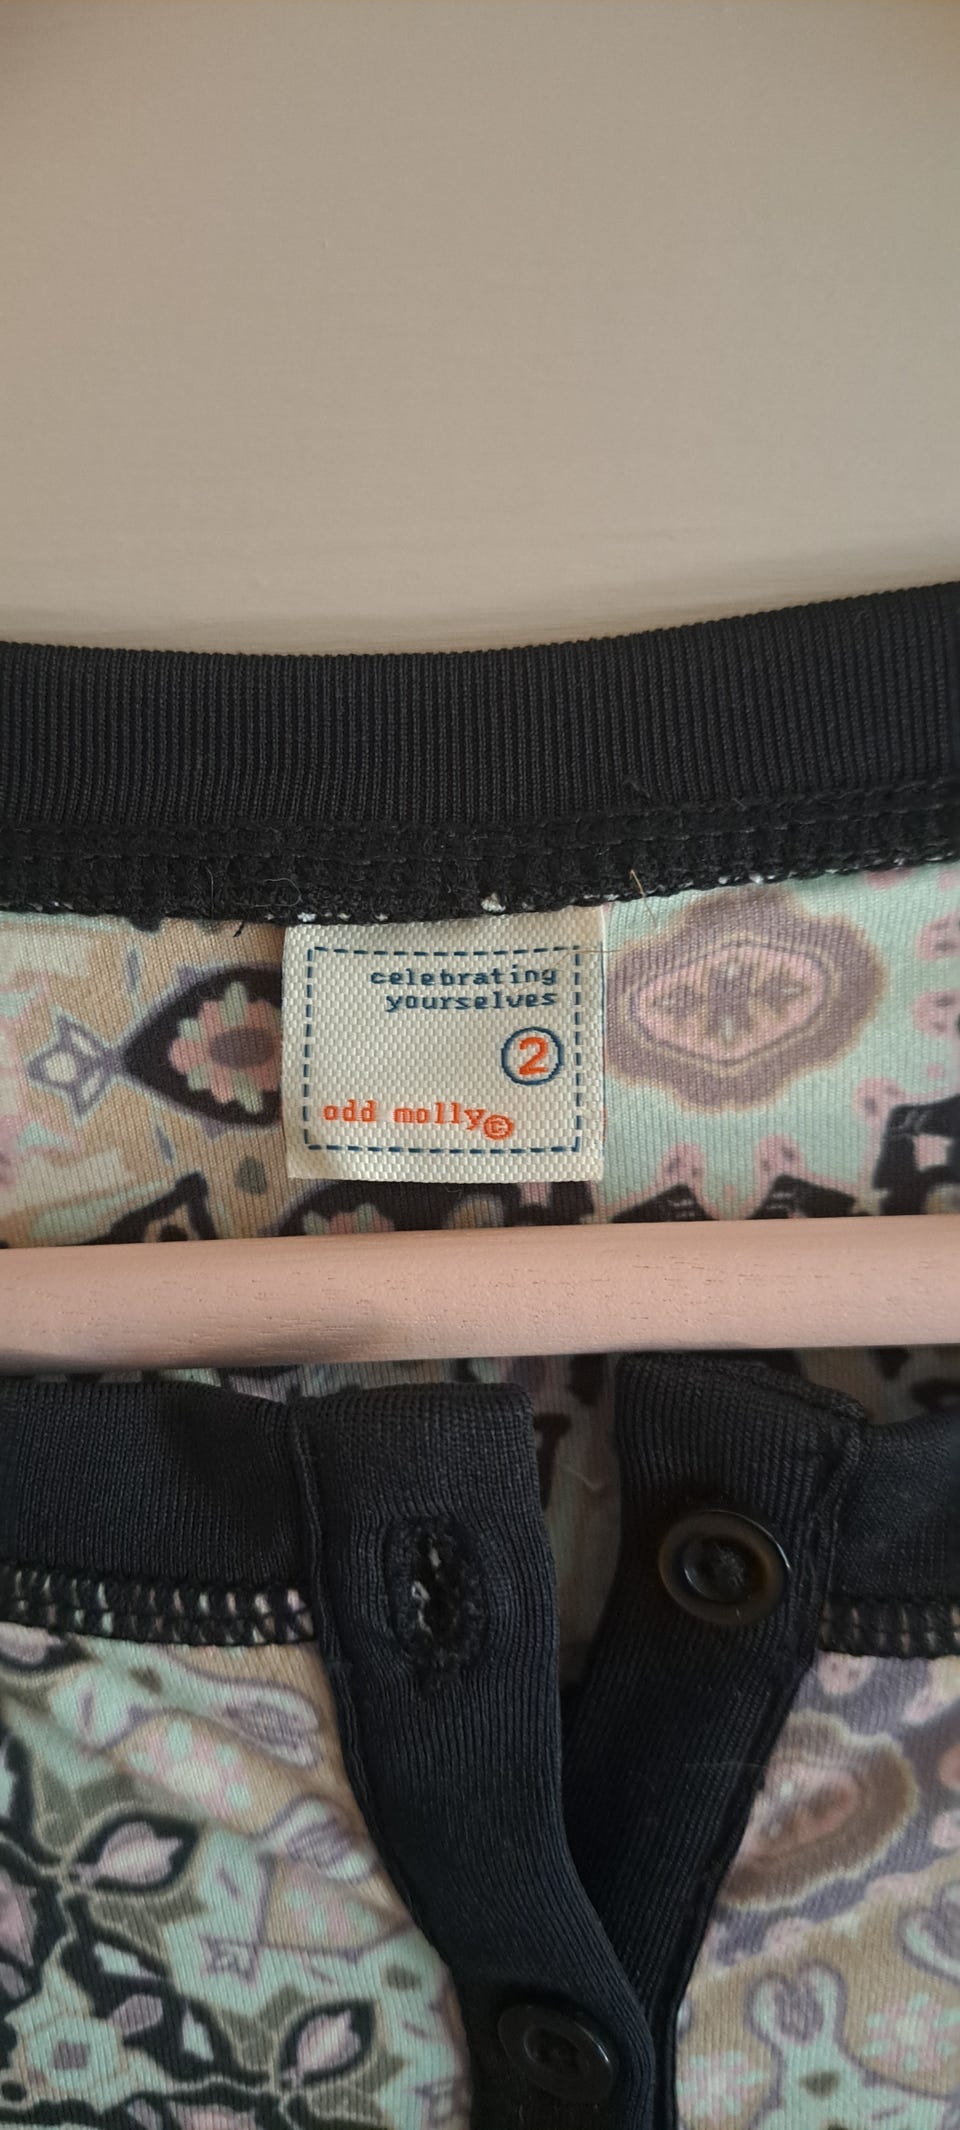 celebrating
yourselves
2
odd molly©